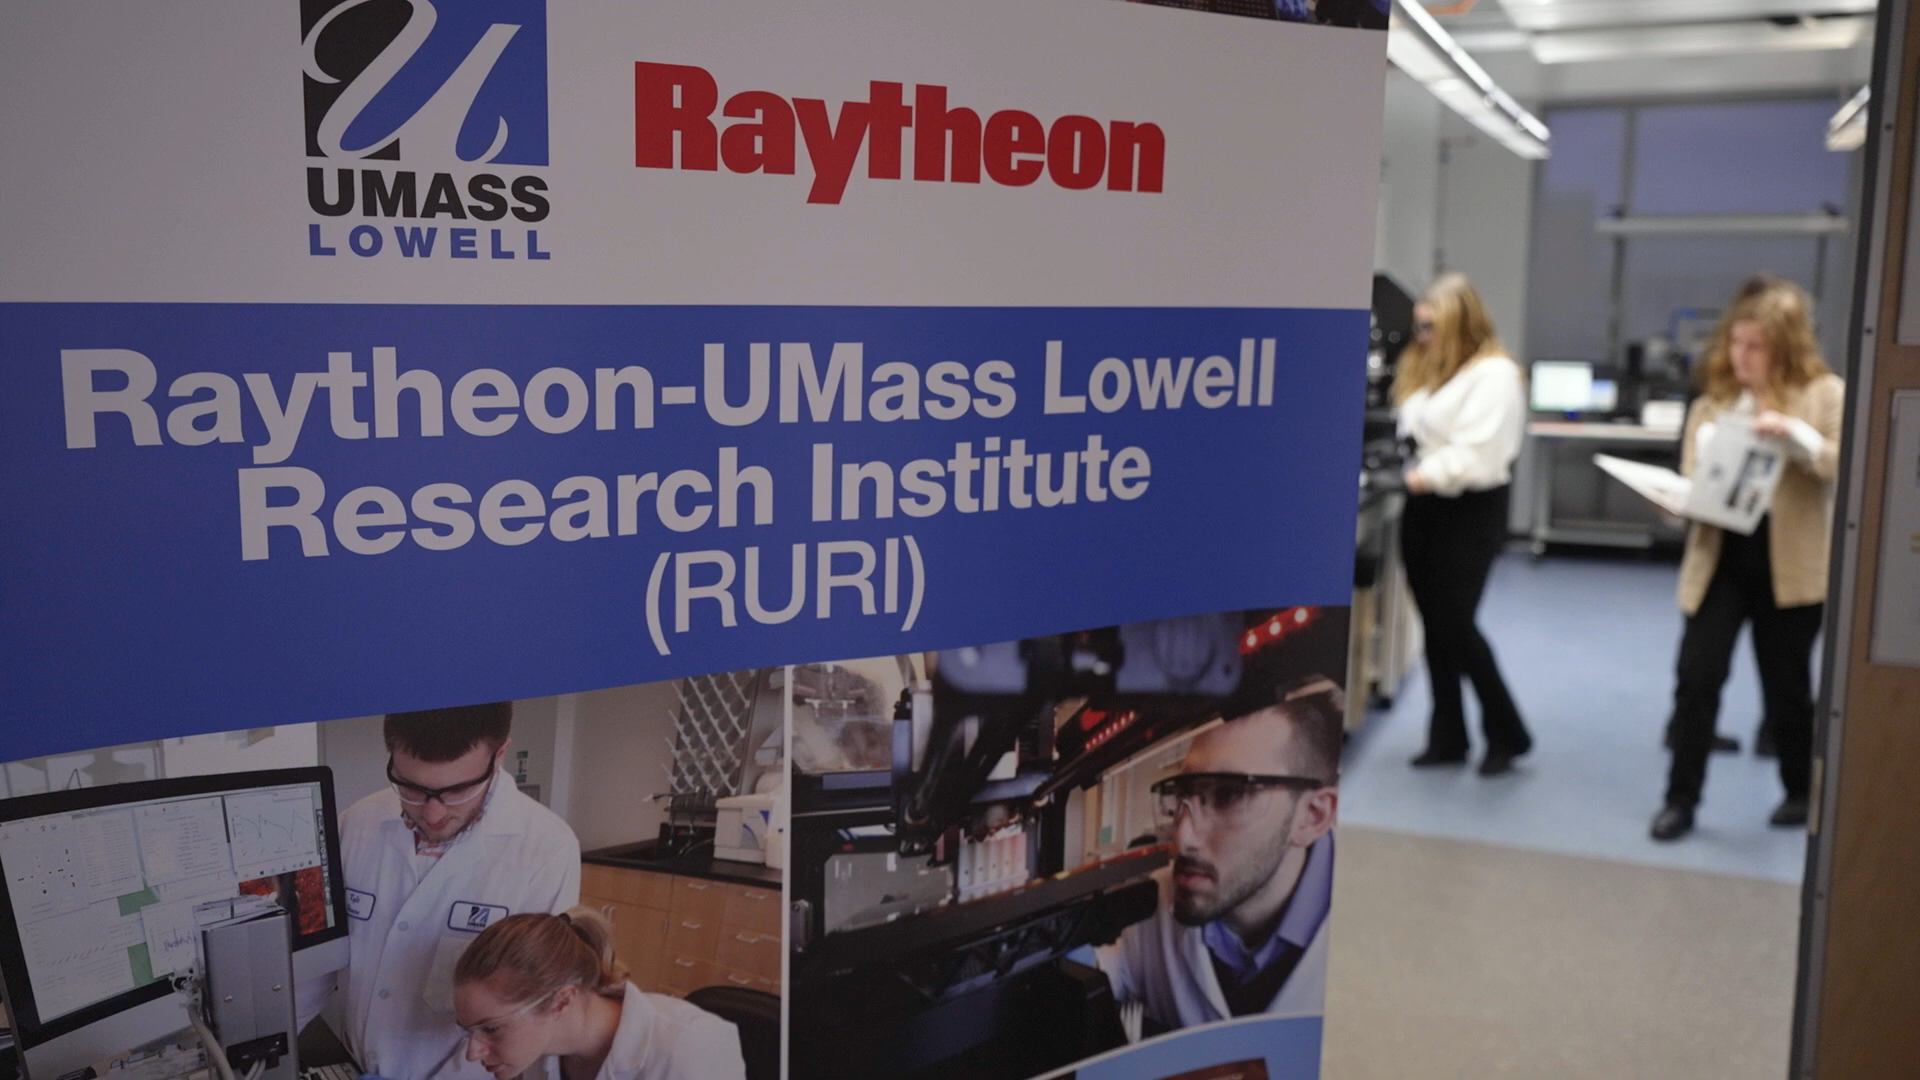 UMASS
LOWELL
Raytheon
Raytheon-UMass Lowell
Research Institute
(RURI)